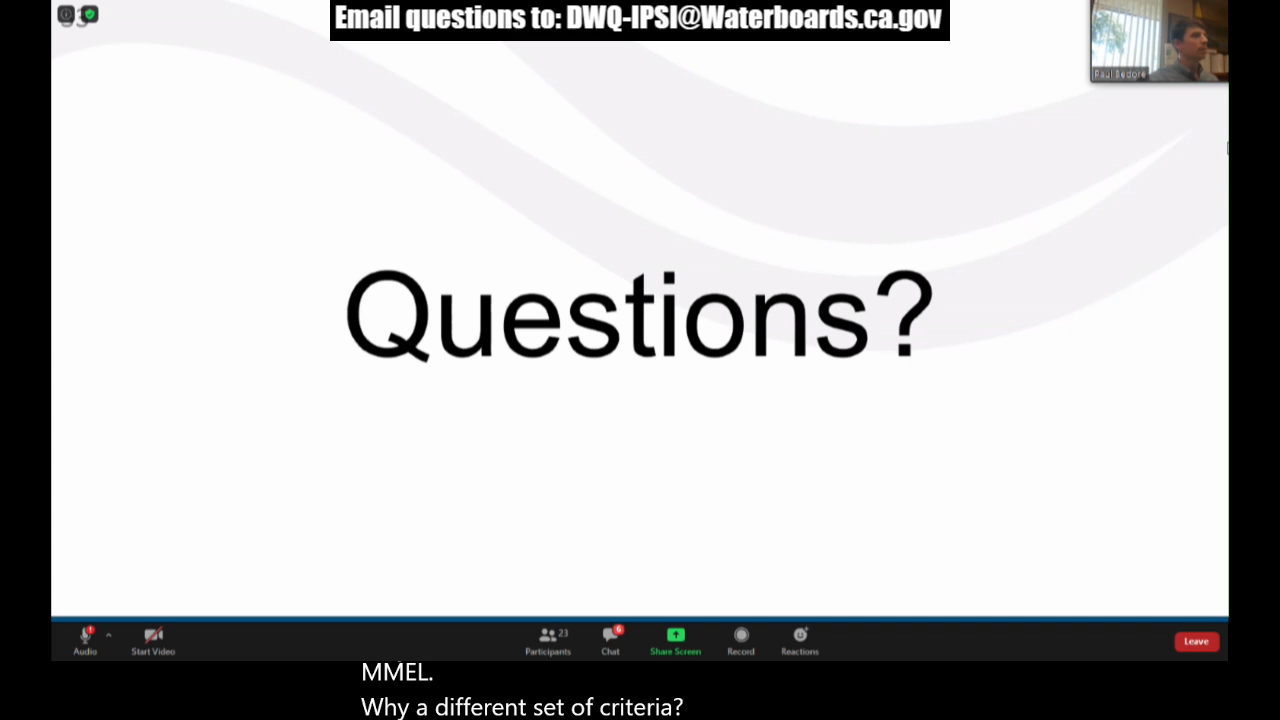 Email questions to: DWQ-IPSI@Waterboards.ca.gov
Paul Bedore
Questions?
23
6
Audio
Start Video
Participants
Chat
Share Screen
Record
Reactions
Leave
MMEL.
Why a different set of criteria?